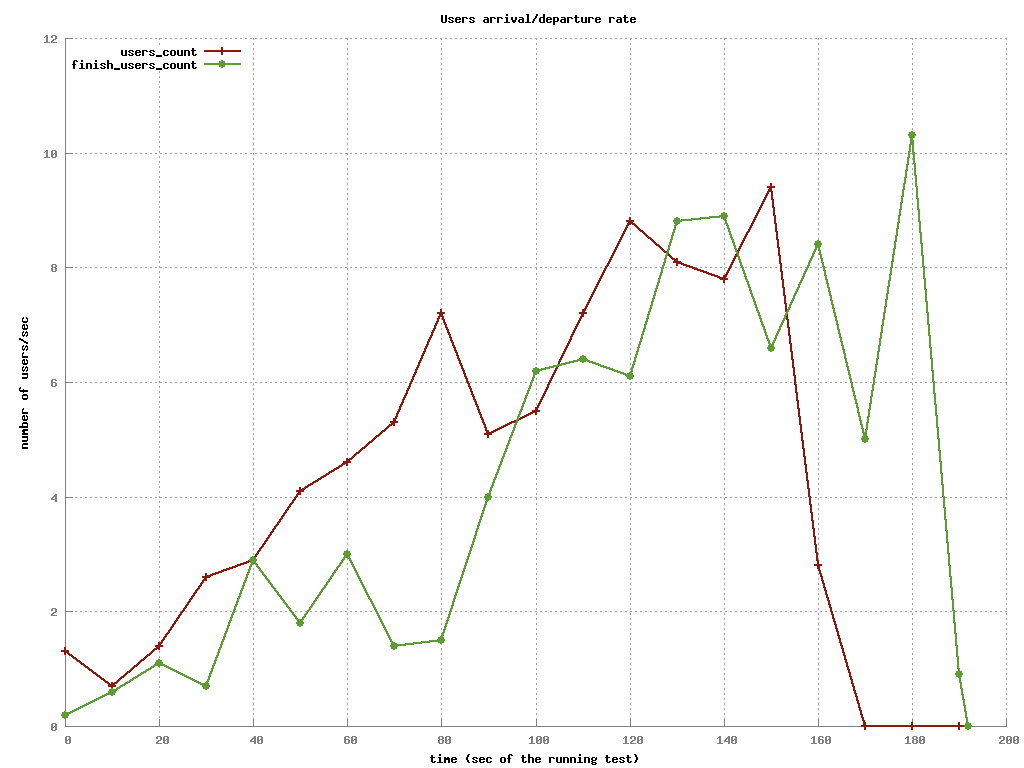 Users arrival/departure rate
users_count
finish_users_count
12
10
8
6
4
2
0
number of users/sec
0 20 40 60 80 100 120 140 160 180 200
time (sec of the running test)